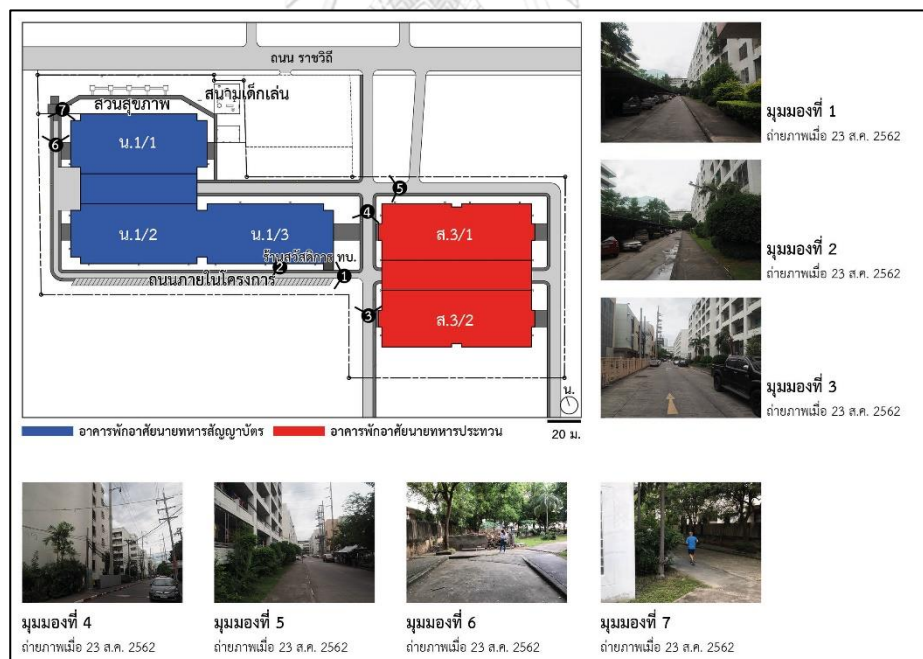 ถนน ราชวิถี
สนามเด็กเล่น
สวนสุขภาพ
7
6
น.1/1
5
4
น.1/2
น.1/3
ส.3/1
ร้านสวัสดิการ ทบ.
2
1
ถนนภายในโครงการ
3
ส.3/2
น.
20 ม.
อาคารพักอาศัยนายทหารสัญญาบัตร
อาคารพักอาศัยนายทหารประทวน
มุมมองที่ 1
ถ่ายภาพเมื่อ 23 ส.ค. 2562
มุมมองที่ 2
ถ่ายภาพเมื่อ 23 ส.ค. 2562
มุมมองที่ 3
ถ่ายภาพเมื่อ 23 ส.ค. 2562
มุมมองที่ 4
ถ่ายภาพเมื่อ 23 ส.ค. 2562
มุมมองที่ 5
ถ่ายภาพเมื่อ 23 ส.ค. 2562
มุมมองที่ 6
ถ่ายภาพเมื่อ 23 ส.ค. 2562
มุมมองที่ 7
ถ่ายภาพเมื่อ 23 ส.ค. 2562